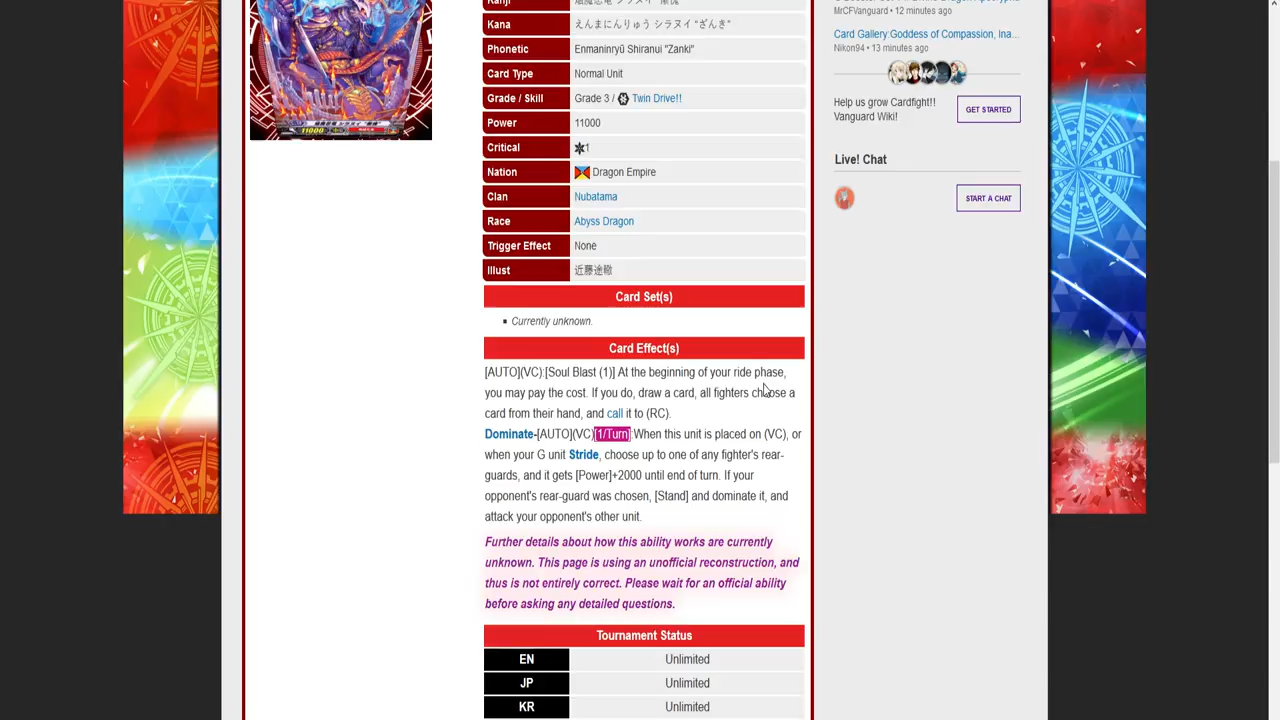 Kana えんまにんりゅう シラヌイ “ざんき”
Phonetic Enmaninryū Shiranui "Zanki"
Card Type Normal Unit
Grade / Skill Grade 3 / Twin Drive!!
Power 11000
Critical 1
Nation Dragon Empire
Clan Nubatama
Race Abyss Dragon
Trigger Effect None
Illust 近藤途轍
Card Set(s)
Currently unknown.
Card Effect(s)
[AUTO](VC):[Soul Blast (1)] At the beginning of your ride phase,
you may pay the cost. If you do, draw a card, all fighters choose a
card from their hand, and call it to (RC).
Dominate-[AUTO](VC)[1/Turn]:When this unit is placed on (VC), or
when your G unit Stride, choose up to one of any fighter's rear-
guards, and it gets [Power]+2000 until end of turn. If your
opponent's rear-guard was chosen, [Stand] and dominate it, and
attack your opponent's other unit.
Further details about how this ability works are currently
unknown. This page is using an unofficial reconstruction, and
thus is not entirely correct. Please wait for an official ability
before asking any detailed questions.
Tournament Status
EN Unlimited
JP Unlimited
KR Unlimited
11000
MrCFVanguard • 12 minutes ago
Card Gallery:Goddess of Compassion, Ina...
Nikon94 • 13 minutes ago
Help us grow Cardfight!!
Vanguard Wiki!
GET STARTED
Live! Chat
START A CHAT